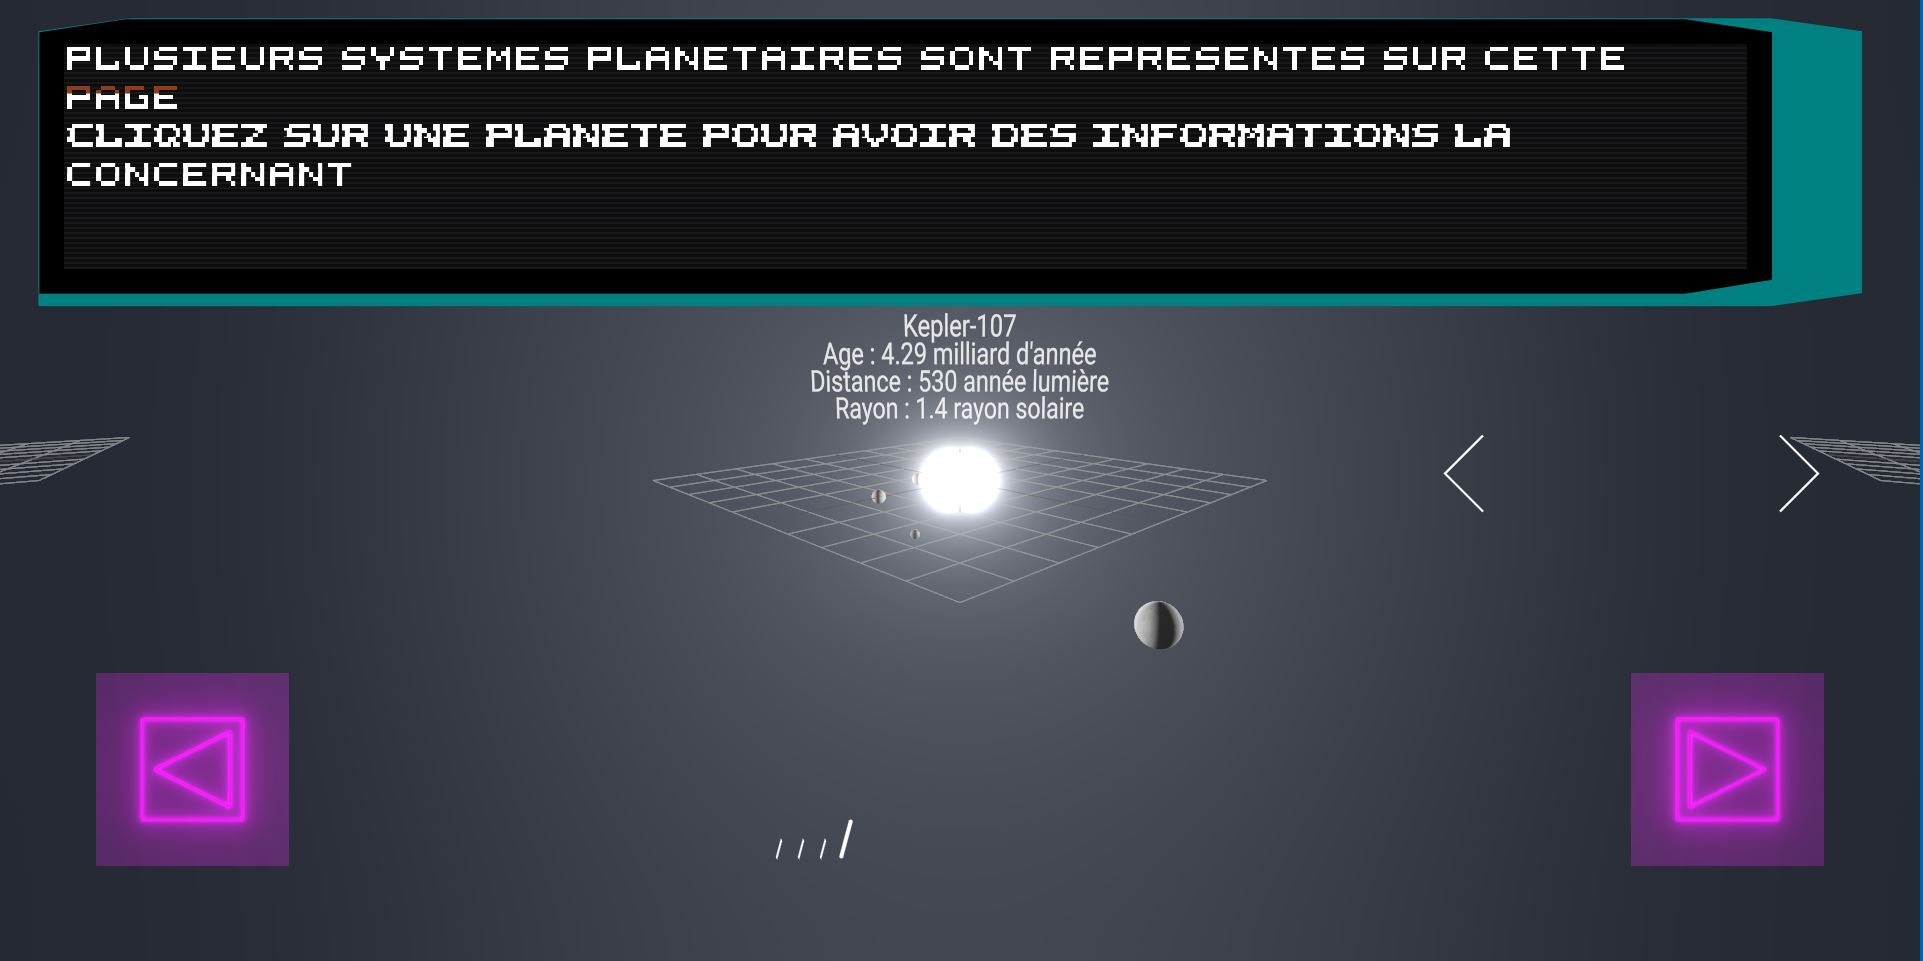 PLUSIEURS SYSTEMES PLANETAIRES SONT REPRESENTES SUR CETTE
PAGE
CLIQUEZ SUR UNE PLANETE POUR AVOIR DES INFORMATIONS LA
CONCERNANT
Kepler-107
Age : 4.29 milliard d'année
Distance : 530 année lumière
Rayon : 1.4 rayon solaire